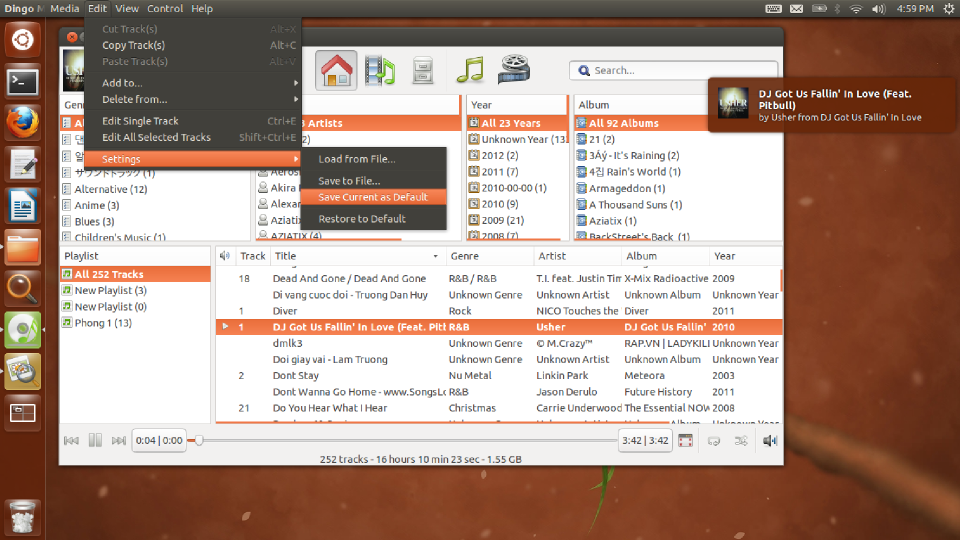 Dingo M Media Edit View Control Help 4:59 PM
Cut Track(s) Alt+X
Copy Track(s) Alt+C
Paste Track(s) Alt+V
Add to...
Delete from...
Edit Single Track Ctrl+E
Edit All Selected Tracks Shift+Ctrl+E
Settings
Load from File...
Save to File...
Save Current as Default
Restore to Default
Search...
DJ Got Us Fallin' In Love (Feat.
Pitbull)
by Usher from DJ Got Us Fallin' In Love
USHER
Genr
Al
댄
알
サウンドトラック (1)
Alternative (12)
Anime (3)
Blues (3)
Children's Music (1)
Artists
Aeros
Akira
Alexan
Aziatix (
AZIATIX (4)
Year
All 23 Years
Unknown Year (13
2012 (2)
2011 (7)
2010-00-00 (1)
2010 (9)
2009 (21)
2008 (7)
Album
All 92 Albums
21 (2)
3Áý - It's Raining (2)
4집 Rain's World (1)
Armageddon (1)
A Thousand Suns (1)
Aziatix (1)
BackStreet's Back (1)
Playlist
All 252 Tracks
New Playlist (3)
New Playlist (0)
Phong 1 (13)
Track Title Genre Artist Album Year
18 Dead And Gone / Dead And Gone R&B / R&B T.I. feat. Justin Tim X-Mix Radioactive 2009
Di vang cuoc doi - Truong Dan Huy Unknown Genre Unknown Artist Unknown Album Unknown Year
1 Diver Rock NICO Touches the Diver 2011
1 DJ Got Us Fallin' In Love (Feat. Pitb R&B Usher DJ Got Us Fallin' 2010
dmlk3 Unknown Genre © M.Crazy™ RAP.VN | LADYKILL Unknown Year
Doi giay vai - Lam Truong Unknown Genre Unknown Artist Unknown Album Unknown Year
2 Dont Stay Nu Metal Linkin Park Meteora 2003
Dont Wanna Go Home - www.SongsLo R&B Jason Derulo Future History 2011
21 Do You Hear What I Hear Christmas Carrie Underwood The Essential NOW 2008
0:04 | 0:00 3:42 | 3:42
252 tracks - 16 hours 10 min 23 sec - 1.55 GB